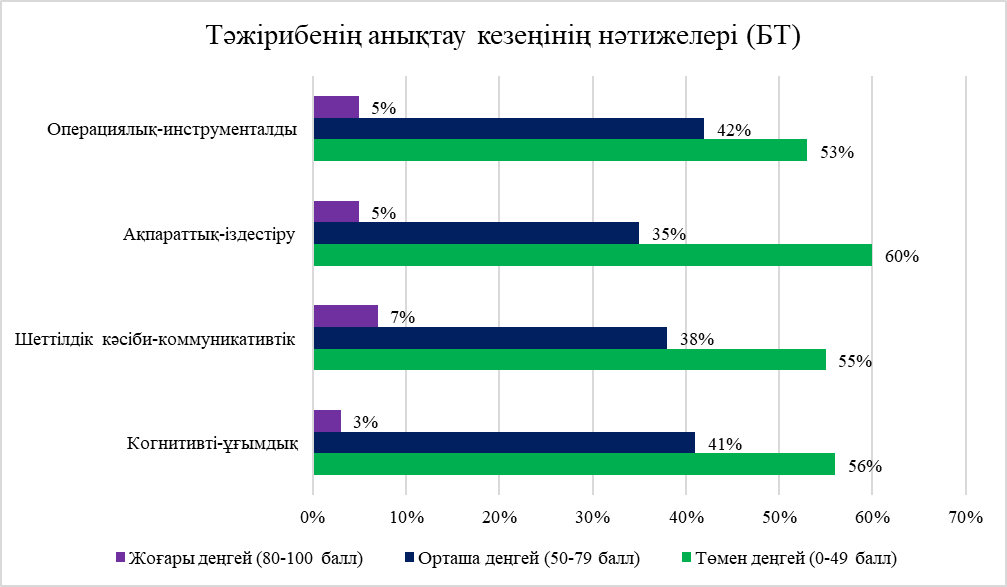 Тәжірибенің анықтау кезеңінің нәтижелері (БТ)
Операциялық-инструменталды
5%
42%
53%
Ақпараттық-іздестіру
5%
35%
60%
Шеттілдік кәсіби-коммуникативтік
7%
38%
55%
Когнитивті-ұғымдық
3%
41%
56%
0% 10% 20% 30% 40% 50% 60% 70%
Жоғары деңгей (80-100 балл) Орташа деңгей (50-79 балл) Төмен деңгей (0-49 балл)